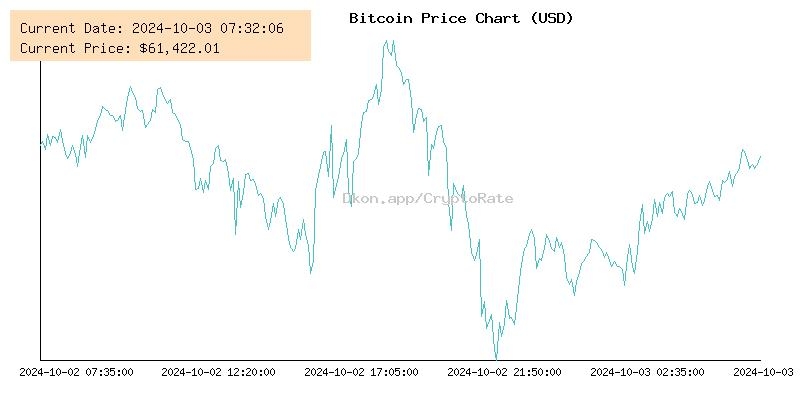 Bitcoin Price Chart (USD)
Current Date: 2024-10-03 07:32:06
Current Price: $61,422.01
Dkon.app/CryptoRate
2024-10-02 07:35:00 2024-10-02 12:20:00 2024-10-02 17:05:00 2024-10-02 21:50:00 2024-10-03 02:35:00 2024-10-03